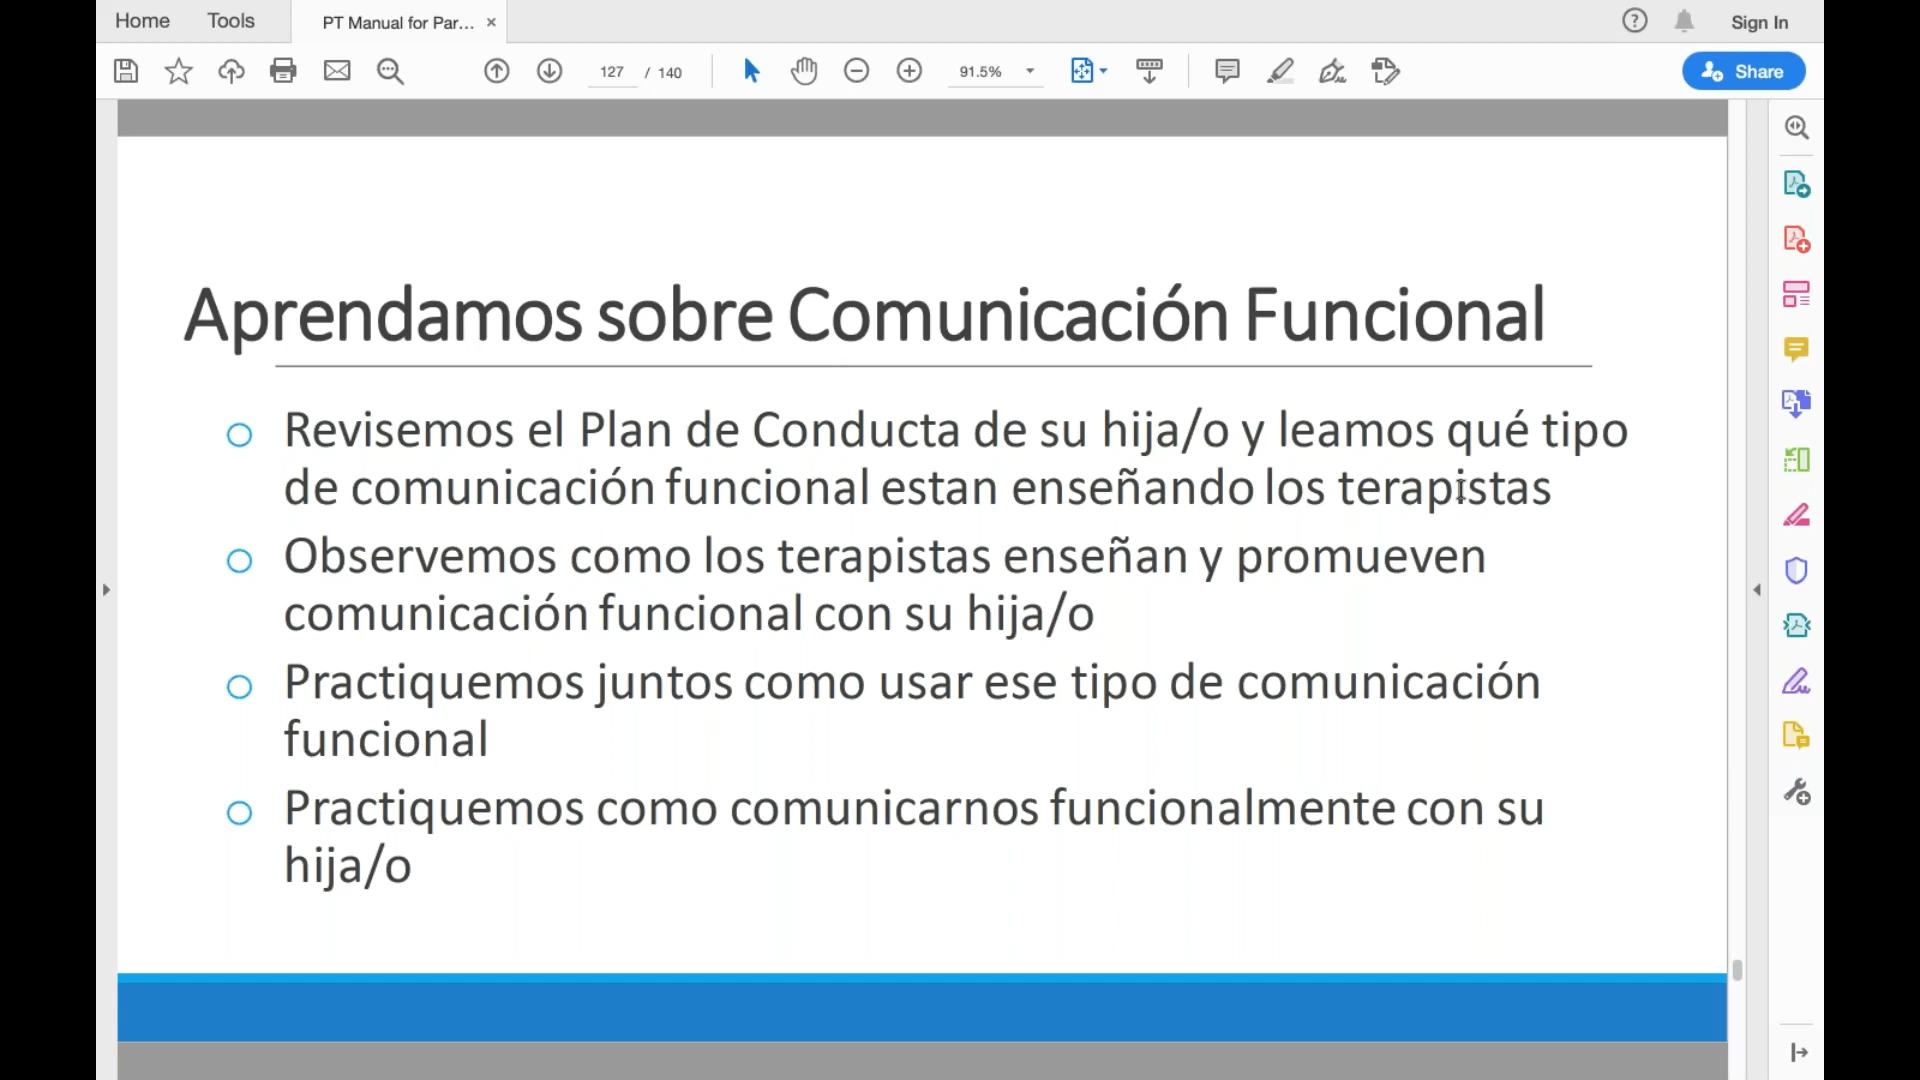 Home Tools PT Manual for Par... × Sign In
127 / 140 91.5% Share
Aprendamos sobre Comunicación Funcional
Revisemos el Plan de Conducta de su hija/o y leamos qué tipo
de comunicación funcional estan enseñando los terapistas
Observemos como los terapistas enseñan y promueven
comunicación funcional con su hija/o
Practiquemos juntos como usar ese tipo de comunicación
funcional
Practiquemos como comunicarnos funcionalmente con su
hija/o